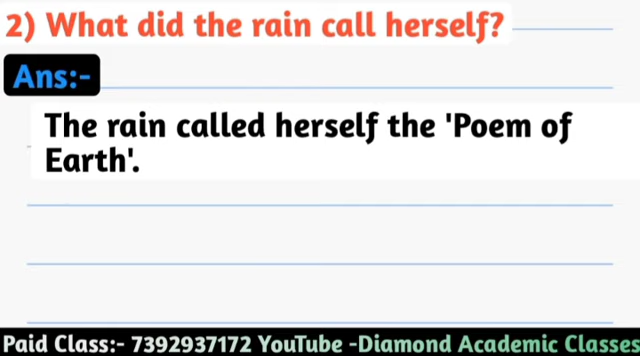 2) What did the rain call herself?
Ans:-
The rain called herself the 'Poem of
Earth'.
Paid Class:- 7392937172 YouTube -Diamond Academic Classes